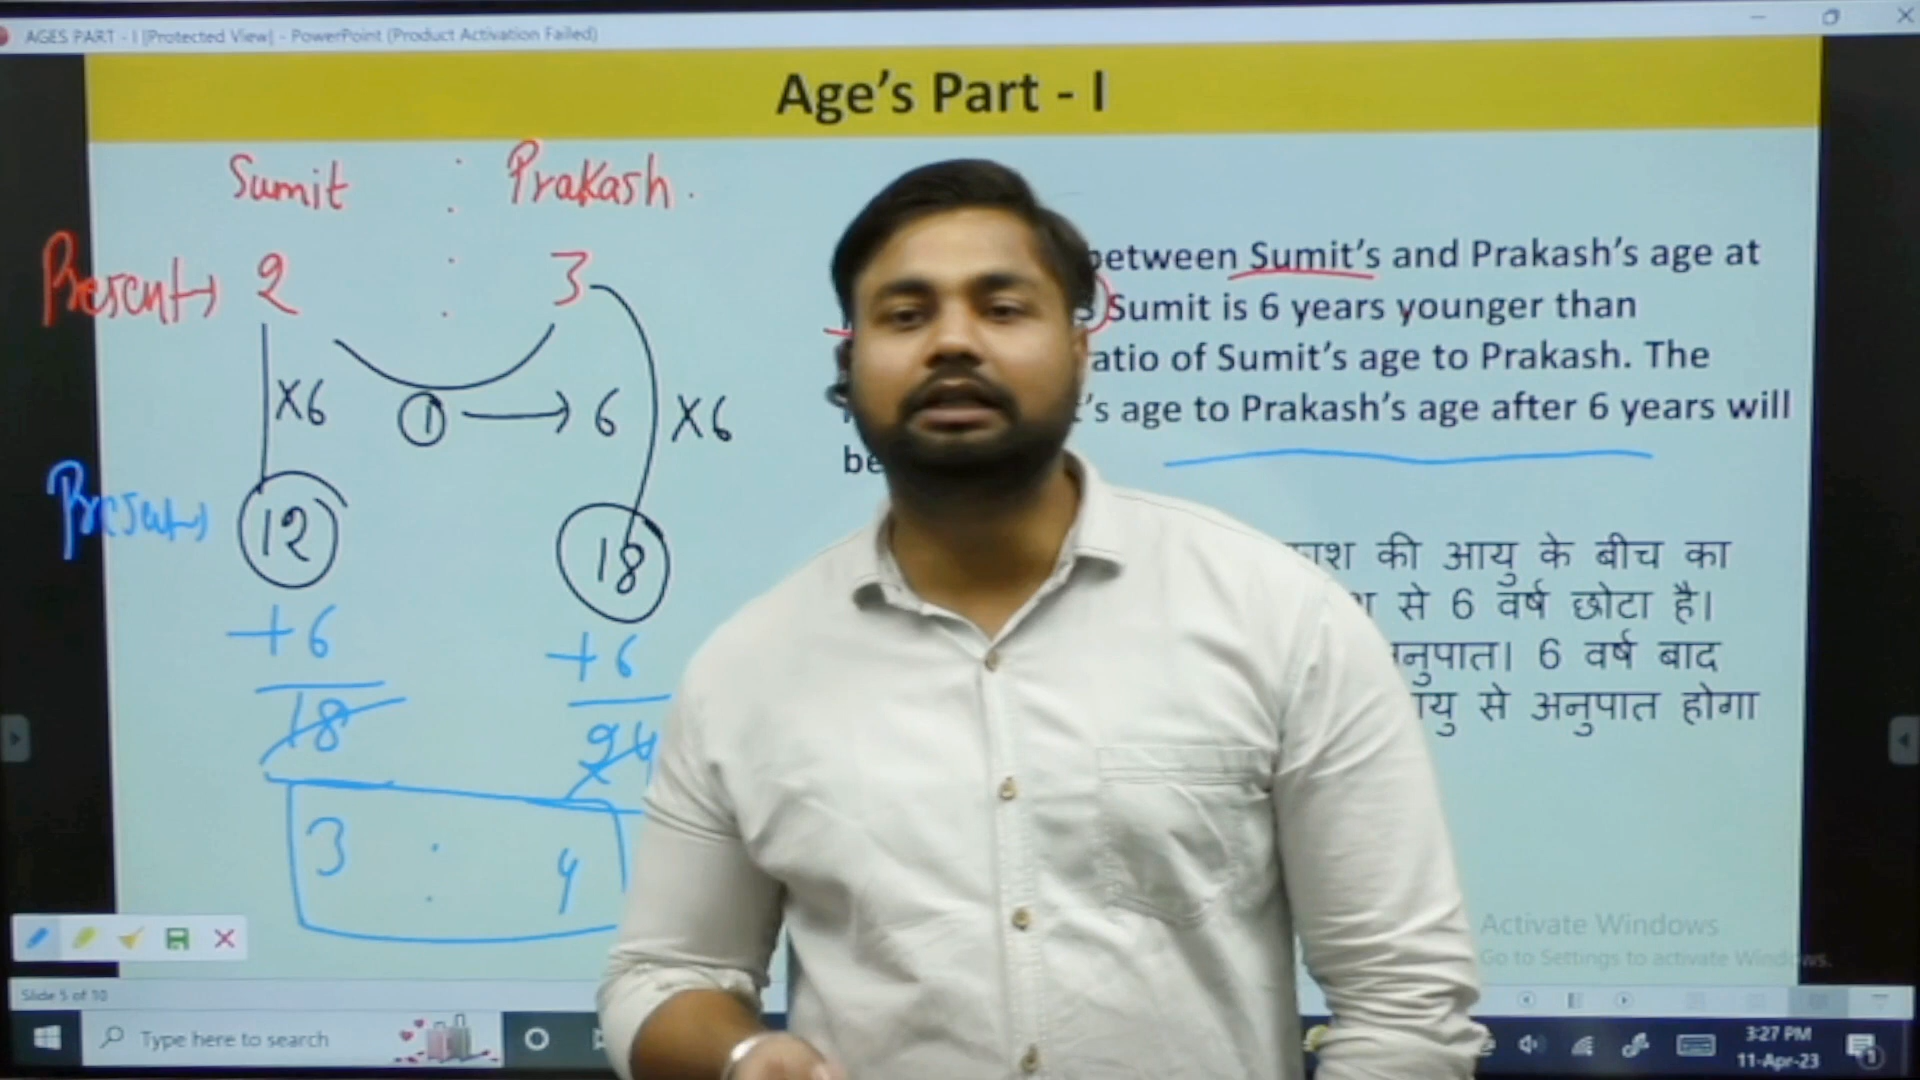 AGES PART - I [Protected View] - PowerPoint (Product Activation Failed)
Age's Part - I
Sumit : Prakash.
Present → 2 : 3
×6 1 → 6 ×6
Present → 12 18
+6 +6
18 24
3 : 4
between Sumit's and Prakash's age at
Sumit is 6 years younger than
ratio of Sumit's age to Prakash. The
's age to Prakash's age after 6 years will
be
की आयु के बीच का
से 6 वर्ष छोटा है।
अनुपात। 6 वर्ष बाद
से अनुपात होगा
Activate Windows
Go to Settings to activate Windows.
Slide 5 of 10
Type here to search
3:27 PM
11-Apr-23